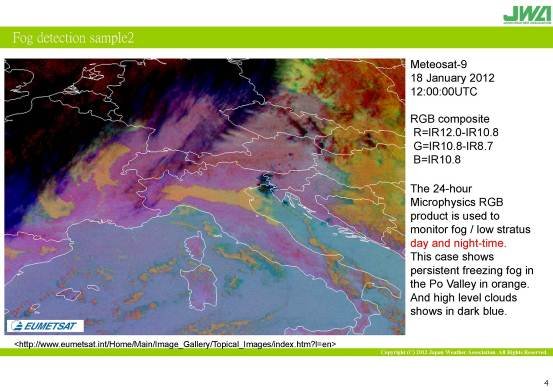 JWA
Fog detection sample2
Meteosat-9
18 January 2012
12:00:00UTC
RGB composite
R=IR12.0-IR10.8
G=IR10.8-IR8.7
B=IR10.8
The 24-hour
Microphysics RGB
product is used to
monitor fog / low stratus
day and night-time.
This case shows
persistent freezing fog in
the Po Valley in orange.
And high level clouds
shows in dark blue.
EUMETSAT
<http://www.eumetsat.int/Home/Main/Image_Gallery/Topical_Images/index.htm?l=en>
Copyright (C) 2012 Japan Weather Association All Rights Reserved.
4